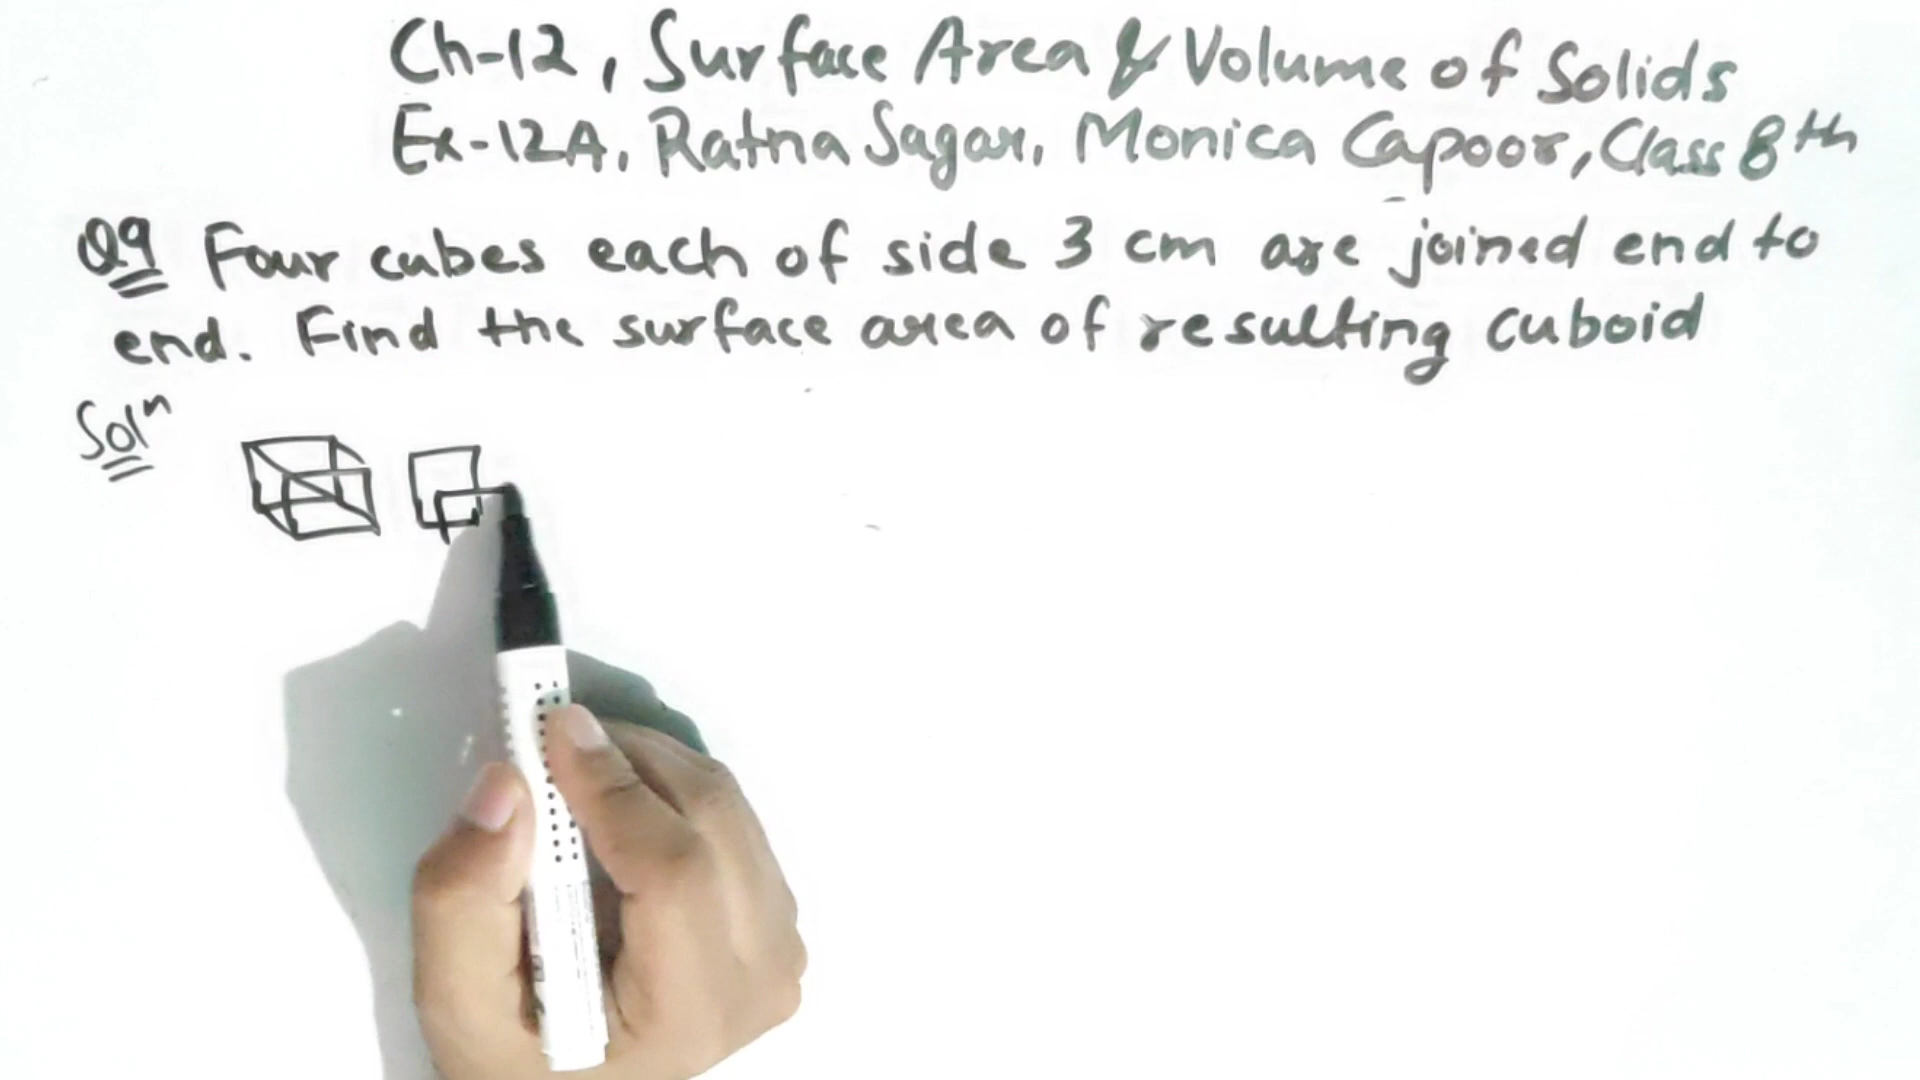 Ch-12, Surface Area & Volume of Solids
Ex-12A, Ratna Sagar, Monica Capoor, Class 8th
Q9 Four cubes each of side 3 cm are joined end to
end. Find the surface area of resulting cuboid
Solⁿ